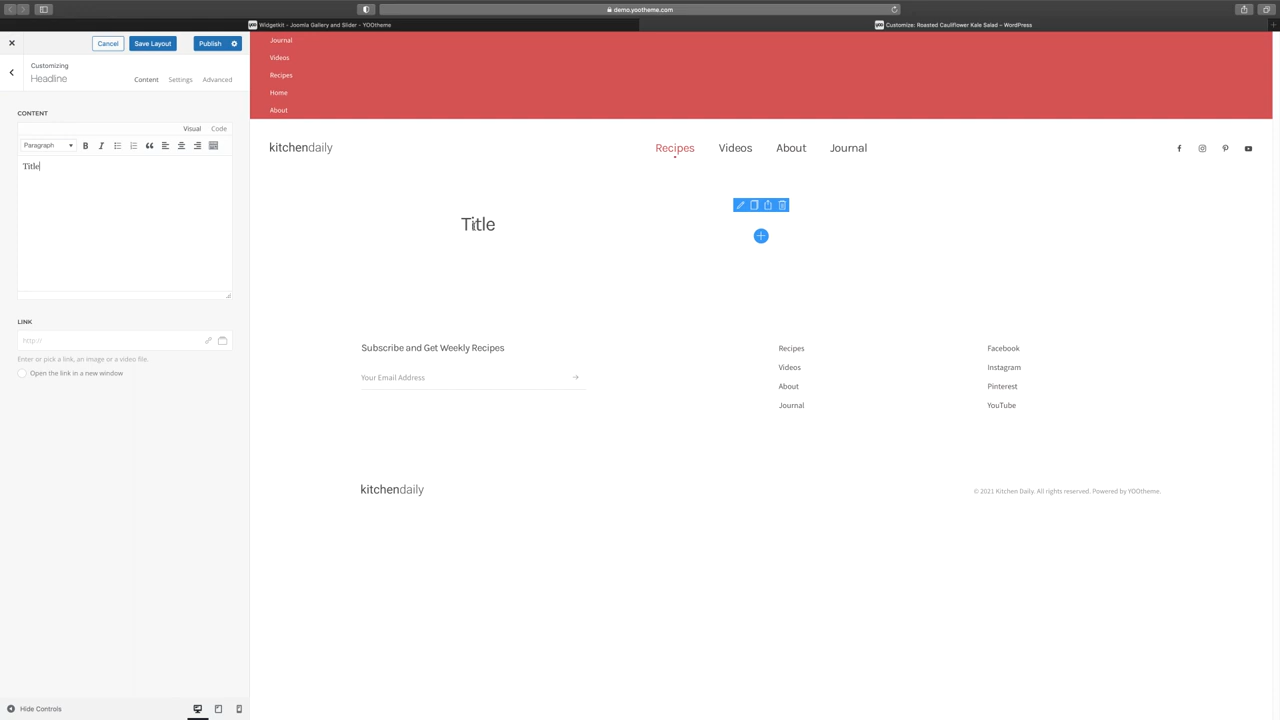 demo.yootheme.com
Widgetkit - Joomla Gallery and Slider - YOOtheme
Customize: Roasted Cauliflower Kale Salad – WordPress
Cancel
Save Layout
Publish
Customizing
Headline
Content
Settings
Advanced
CONTENT
Visual
Code
Paragraph
B
I
Title
LINK
http://
Enter or pick a link, an image or a video file.
Open the link in a new window
Hide Controls
Journal
Videos
Recipes
Home
About
kitchendaily
Recipes
Videos
About
Journal
Title
Subscribe and Get Weekly Recipes
Your Email Address
Recipes
Videos
About
Journal
Facebook
Instagram
Pinterest
YouTube
kitchendaily
© 2021 Kitchen Daily. All rights reserved. Powered by YOOtheme.